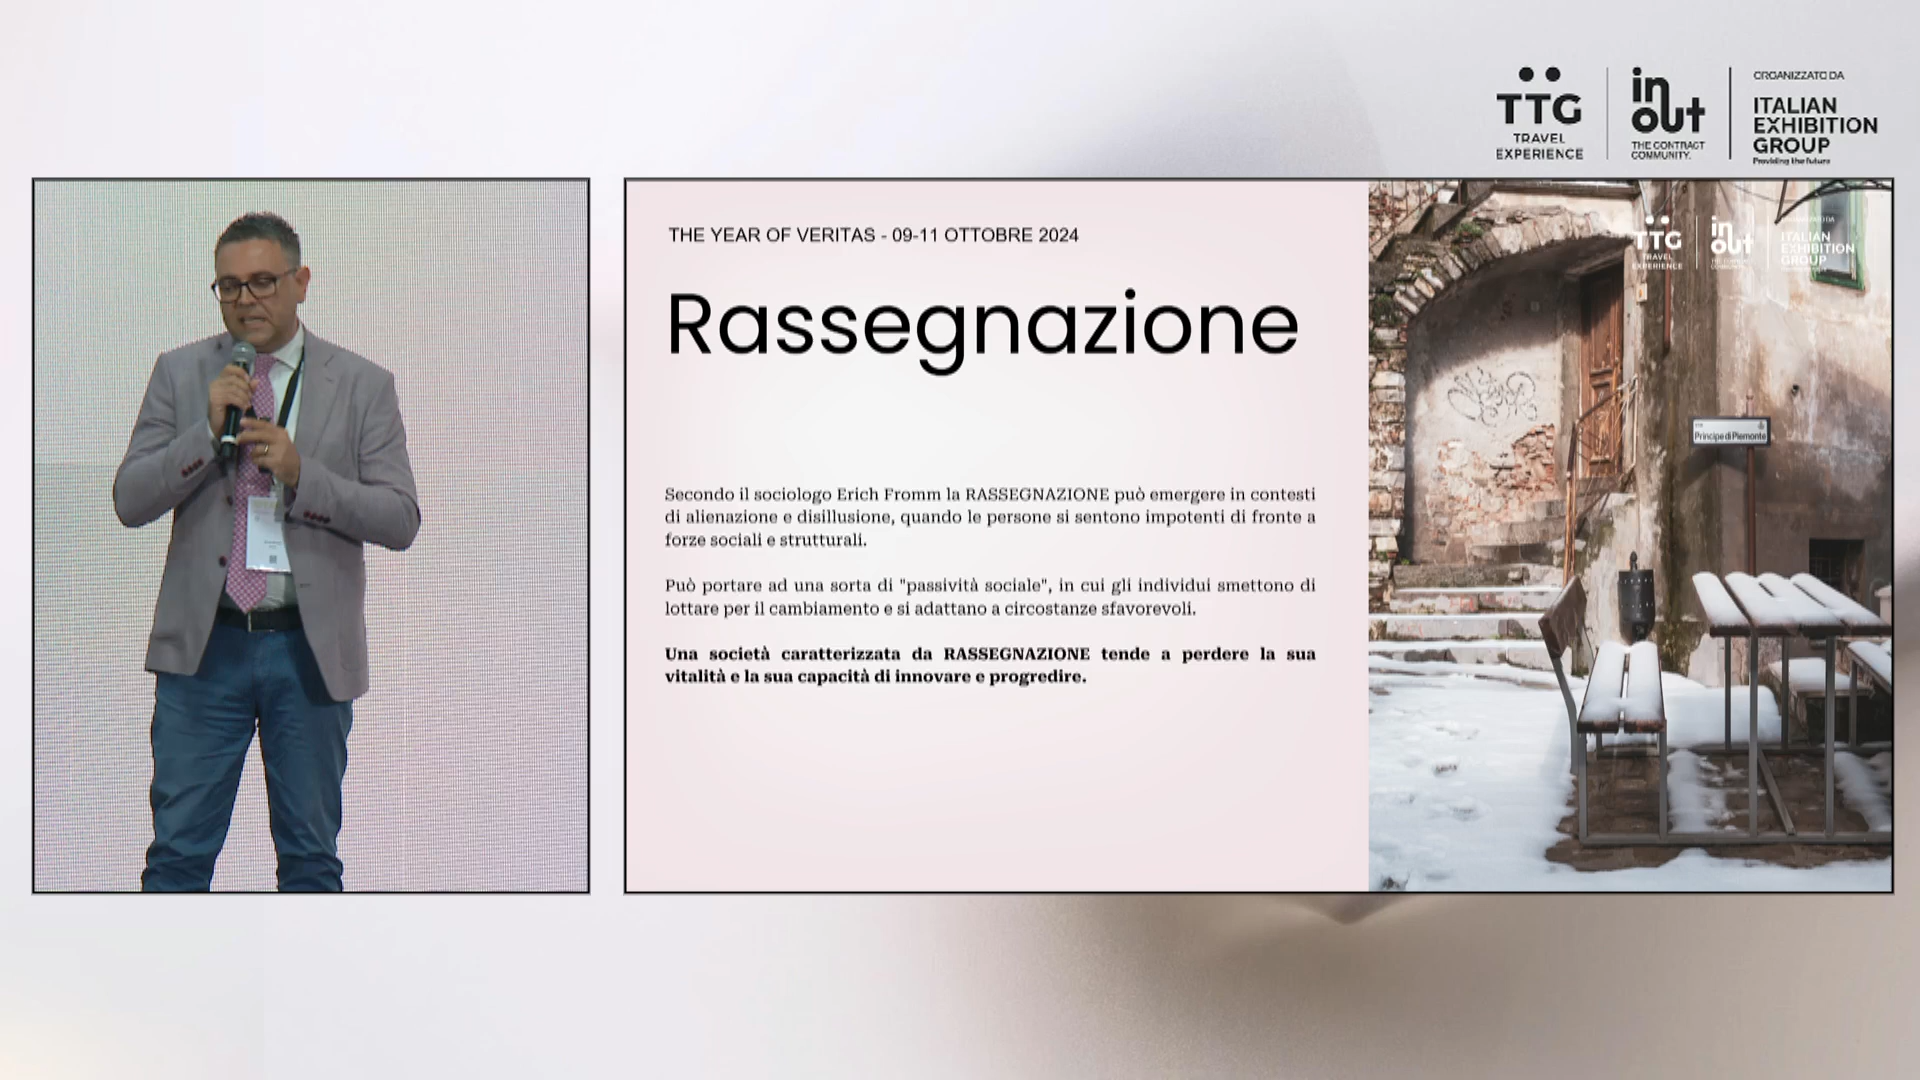 TTG
TRAVEL
EXPERIENCE
in
out
THE CONTRACT
COMMUNITY.
ORGANIZZATO DA
ITALIAN
EXHIBITION
GROUP
Providing the future
THE YEAR OF VERITAS - 09-11 OTTOBRE 2024
Rassegnazione
Secondo il sociologo Erich Fromm la RASSEGNAZIONE può emergere in contesti
di alienazione e disillusione, quando le persone si sentono impotenti di fronte a
forze sociali e strutturali.
Può portare ad una sorta di "passività sociale", in cui gli individui smettono di
lottare per il cambiamento e si adattano a circostanze sfavorevoli.
Una società caratterizzata da RASSEGNAZIONE tende a perdere la sua
vitalità e la sua capacità di innovare e progredire.
TTG
TRAVEL
EXPERIENCE
in
out
ITALIAN
EXHIBITION
GROUP
Principe di Piemonte